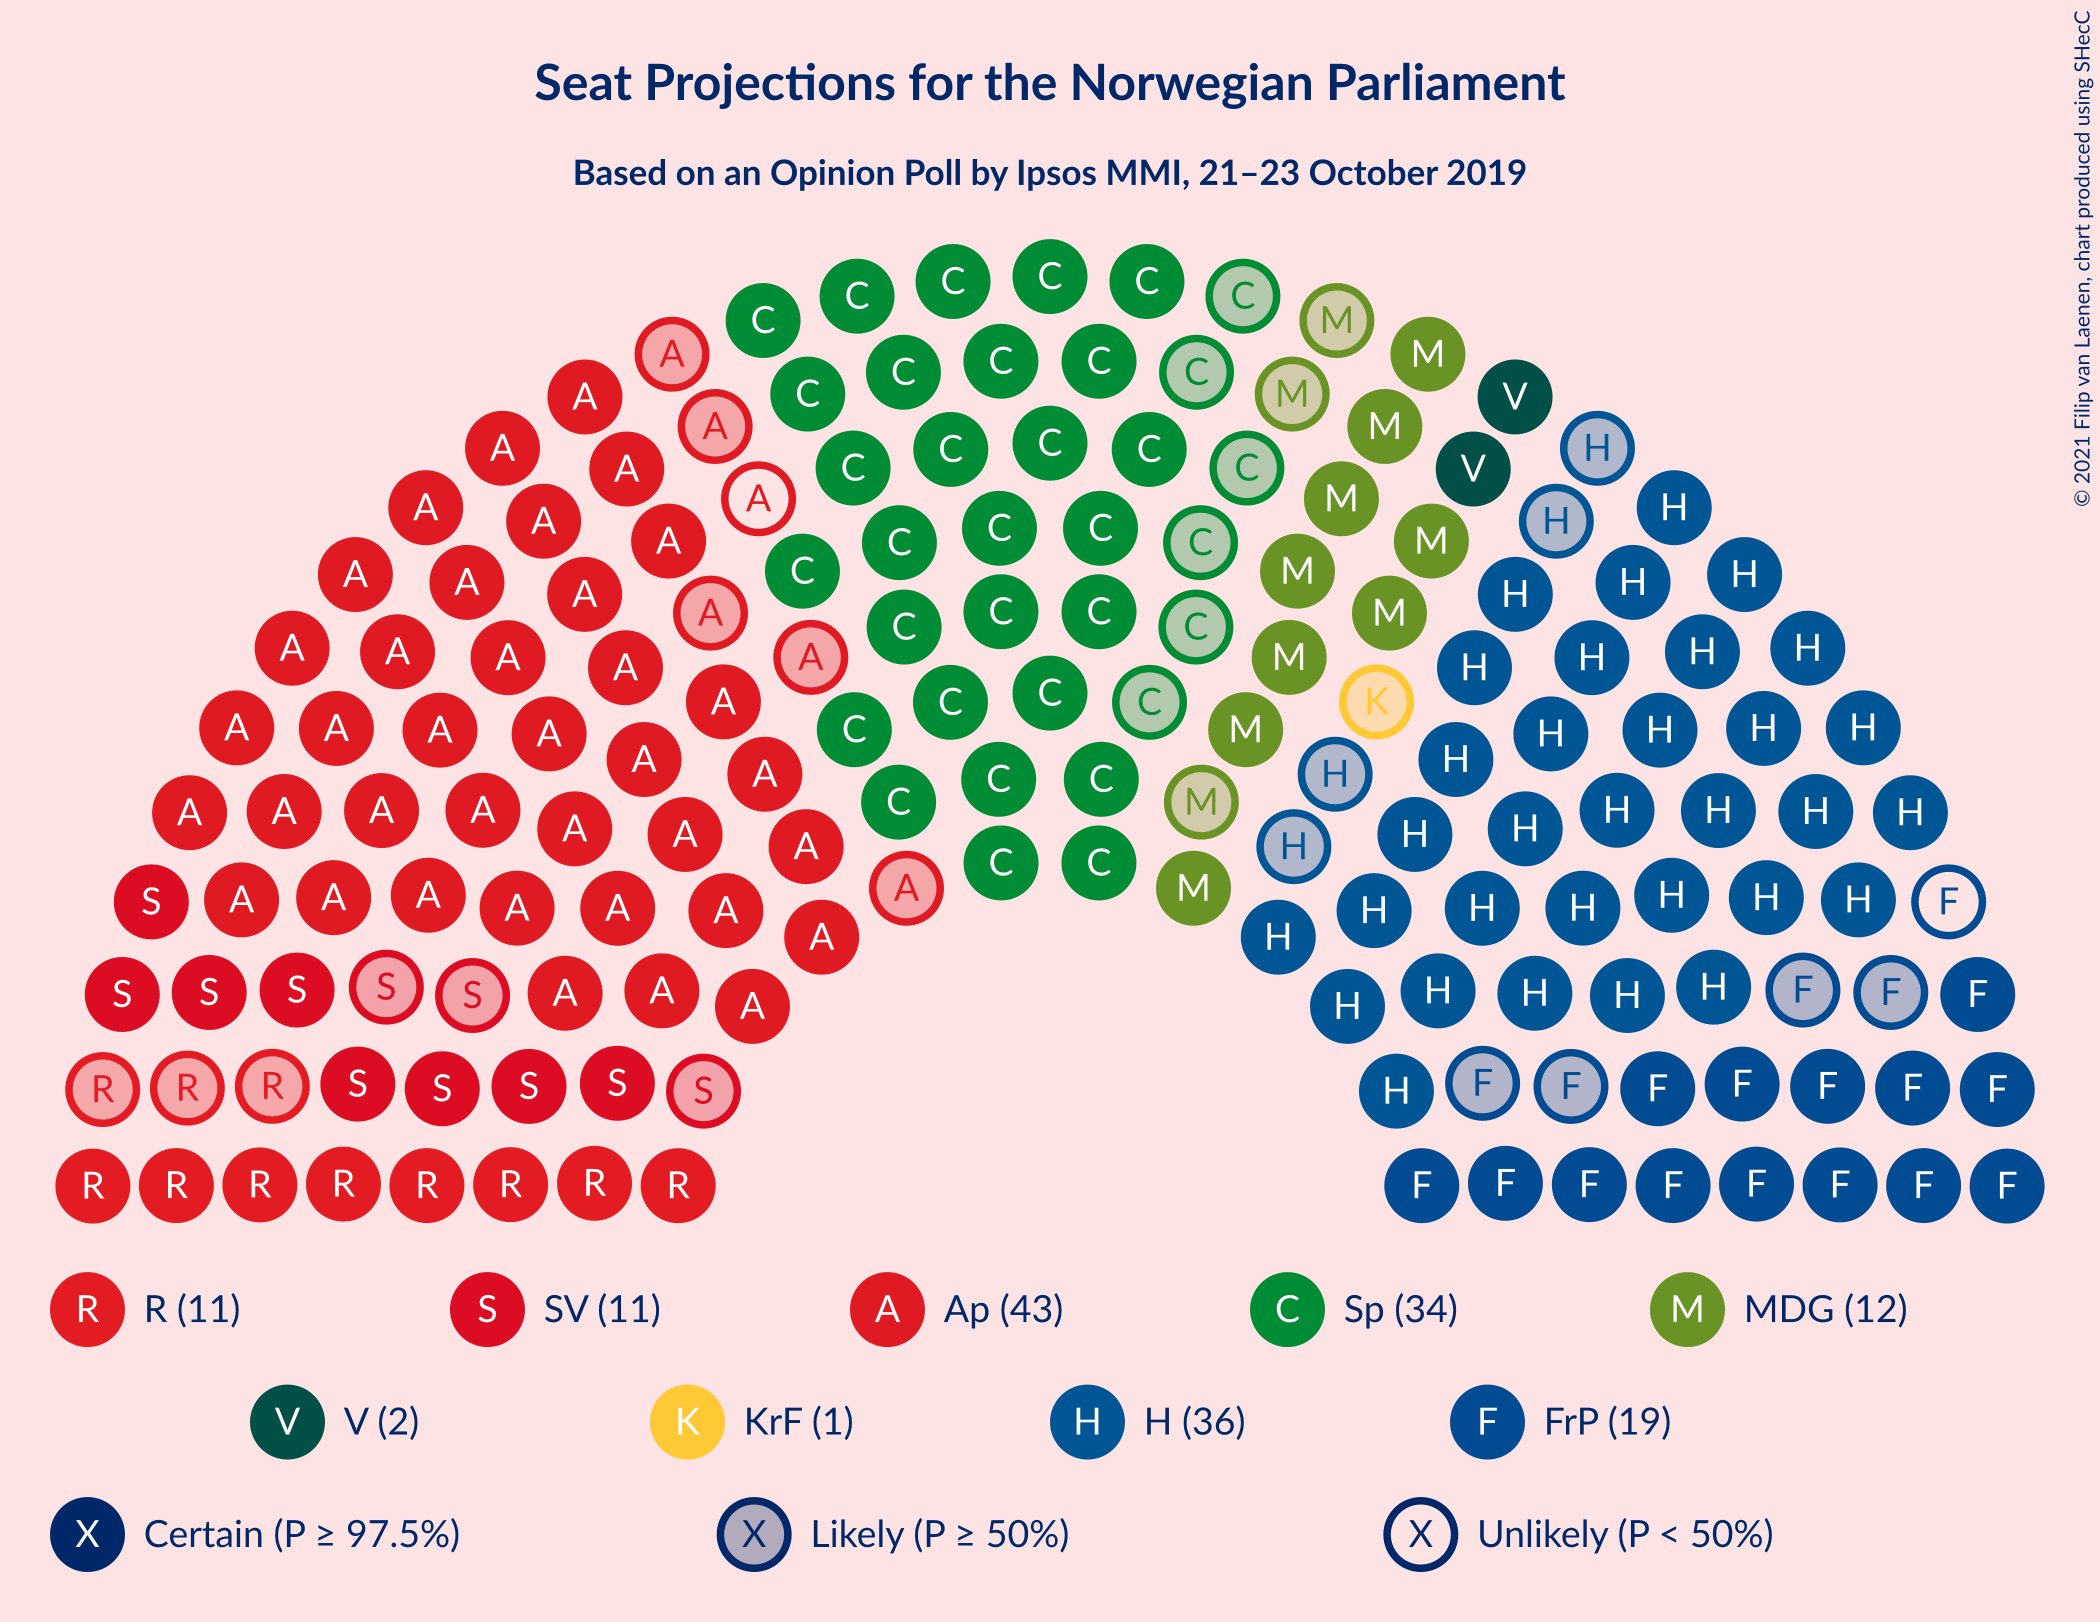 Seat Projections for the Norwegian Parliament
Based on an Opinion Poll by Ipsos MMI, 21–23 October 2019
© 2021 Filip van Laenen, chart produced using SHecC
C C C C C C M M V H H H H H H H F F F F
A A A A A A A A A S S R R
C C C C C M M V H H H H H H H F F F
A A A A A A A A A S R R
C C C C C M M H H H H H H F F F
A A A A A A A S R R
C C C C C M M H H H H H F F
A A A A A A S S R
C C C C M K H H H H H F F
A A A A A A S S R
C C C C M H H H H H F F
A A A A A A S R
C C C M H H H H F F
A A A A A S R
C C M H H H F
A A A S R
R R (11) S SV (11) A Ap (43) C Sp (34) M MDG (12)
V V (2) K KrF (1) H H (36) F FrP (19)
X Certain (P ≥ 97.5%) X Likely (P ≥ 50%) X Unlikely (P < 50%)